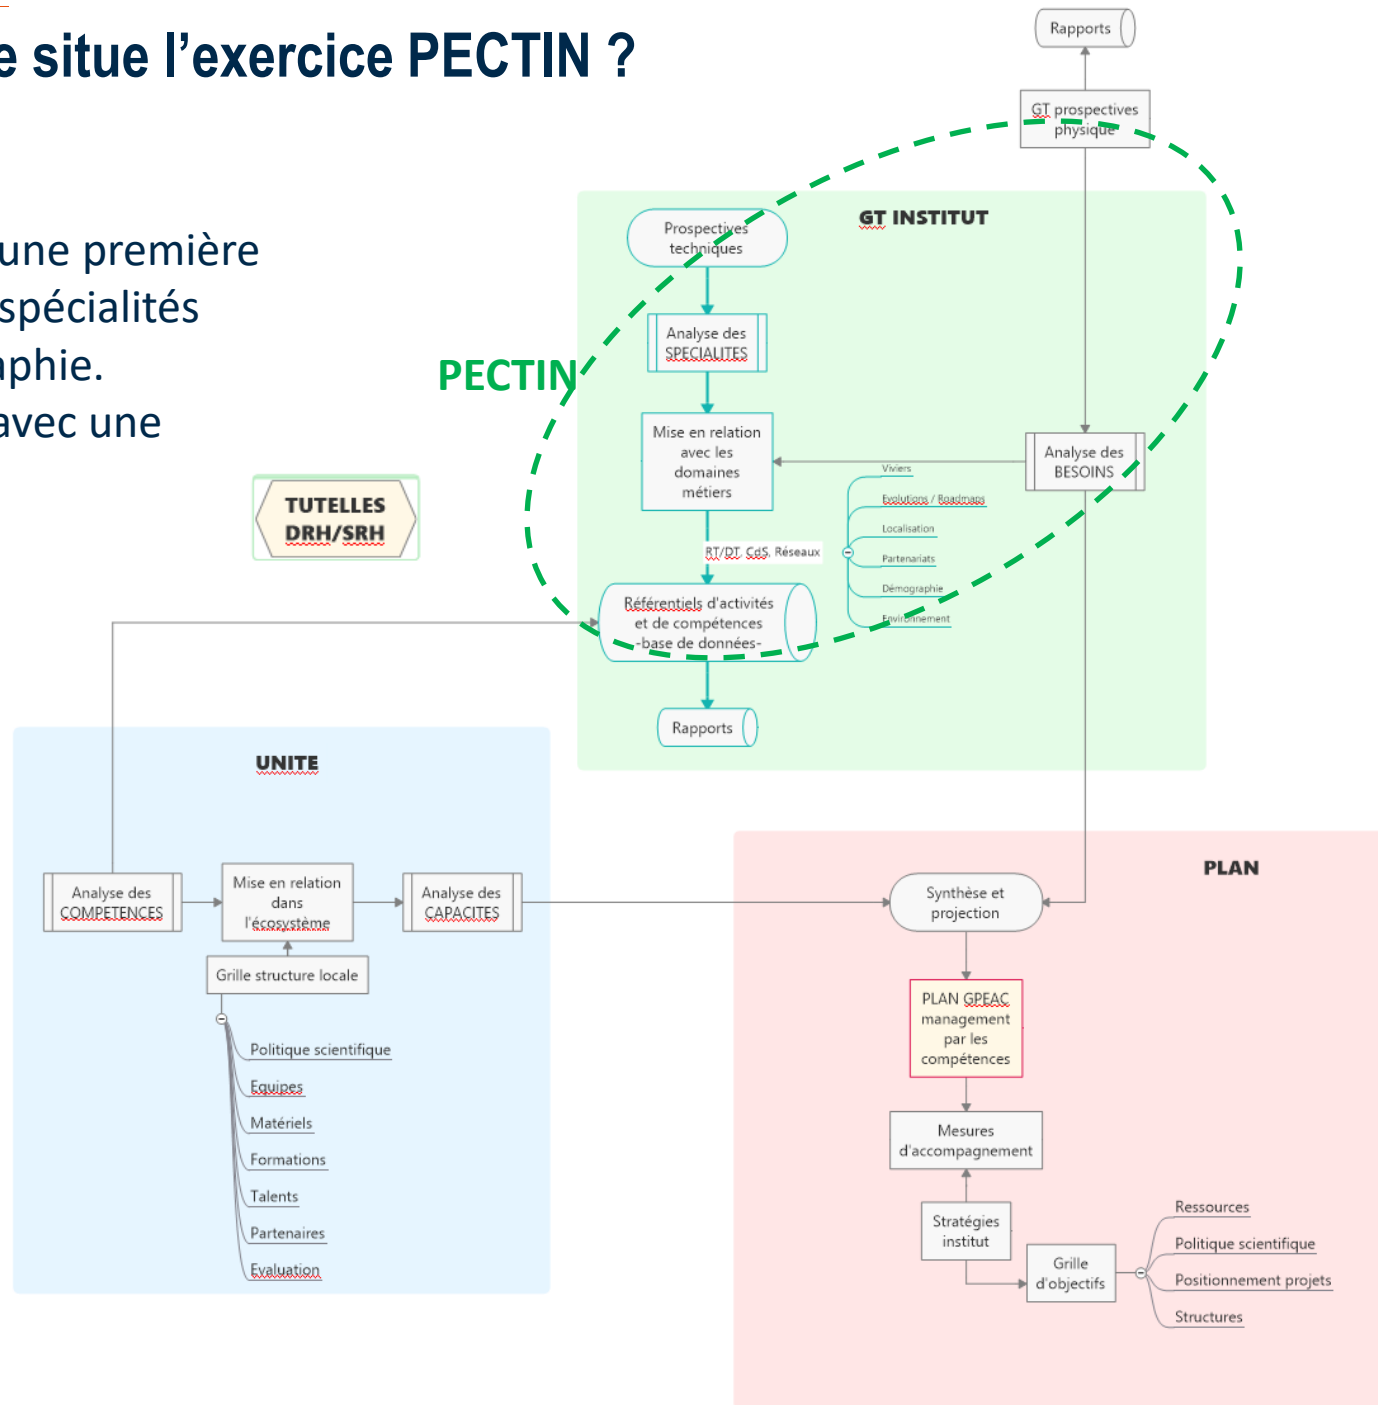 e situe l’exercice PECTIN ?
une première
spécialités
aphie.
avec une
PECTIN
TUTELLES
DRH/SRH
Rapports
GT prospectives
physique
GT INSTITUT
Prospectives
techniques
Analyse des
SPECIALITES
Mise en relation
avec les
domaines
métiers
Analyse des
BESOINS
Viviers
Evolutions / Roadmaps
Localisation
Partenariats
Démographie
Environnement
RT/DT, CdS, Réseaux
Référentiels d'activités
et de compétences
-base de données-
Rapports
UNITE
Analyse des
COMPETENCES
Mise en relation
dans
l'écosystème
Analyse des
CAPACITES
Grille structure locale
Politique scientifique
Equipes
Matériels
Formations
Talents
Partenaires
Evaluation
PLAN
Synthèse et
projection
PLAN GPEAC
management
par les
compétences
Mesures
d'accompagnement
Stratégies
institut
Grille
d'objectifs
Ressources
Politique scientifique
Positionnement projets
Structures